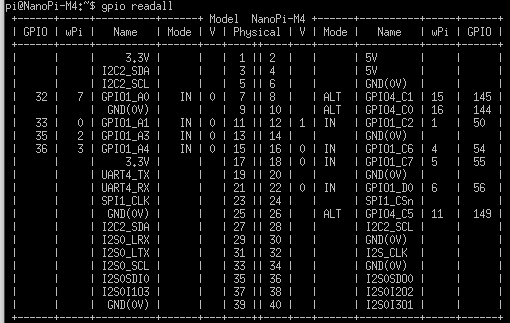 pi@NanoPi-M4:~$ gpio readall
+------+-----+----------+------+ Model  NanoPi-M4 +------+----------+-----+------+
| GPIO | wPi |   Name   | Mode | V | Physical | V | Mode |   Name   | wPi | GPIO |
+------+-----+----------+------+---+----++----+---+------+----------+-----+------+
|      |     |     3.3V |      |   |  1 || 2  |   |      | 5V       |     |      |
|      |     | I2C2_SDA |      |   |  3 || 4  |   |      | 5V       |     |      |
|      |     | I2C2_SCL |      |   |  5 || 6  |   |      | GND(0V)  |     |      |
|   32 |   7 | GPIO1_A0 |   IN | 0 |  7 || 8  |   | ALT  | GPIO4_C1 | 15  | 145  |
|      |     |  GND(0V) |      |   |  9 || 10 |   | ALT  | GPIO4_C0 | 16  | 144  |
|   33 |   0 | GPIO1_A1 |   IN | 0 | 11 || 12 | 1 | IN   | GPIO1_C2 | 1   | 50   |
|   35 |   2 | GPIO1_A3 |   IN | 0 | 13 || 14 |   |      | GND(0V)  |     |      |
|   36 |   3 | GPIO1_A4 |   IN | 0 | 15 || 16 | 0 | IN   | GPIO1_C6 | 4   | 54   |
|      |     |     3.3V |      |   | 17 || 18 | 0 | IN   | GPIO1_C7 | 5   | 55   |
|      |     | UART4_TX |      |   | 19 || 20 |   |      | GND(0V)  |     |      |
|      |     | UART4_RX |      |   | 21 || 22 | 0 | IN   | GPIO1_D0 | 6   | 56   |
|      |     | SPI1_CLK |      |   | 23 || 24 |   |      | SPI1_CSn |     |      |
|      |     |  GND(0V) |      |   | 25 || 26 |   | ALT  | GPIO4_C5 | 11  | 149  |
|      |     | I2C2_SDA |      |   | 27 || 28 |   |      | I2C2_SCL |     |      |
|      |     | I2S0_LRX |      |   | 29 || 30 |   |      | GND(0V)  |     |      |
|      |     | I2S0_LTX |      |   | 31 || 32 |   |      | I2S_CLK  |     |      |
|      |     | I2S0_SCL |      |   | 33 || 34 |   |      | GND(0V)  |     |      |
|      |     | I2S0SDI0 |      |   | 35 || 36 |   |      | I2S0SDO0 |     |      |
|      |     | I2S0I1O3 |      |   | 37 || 38 |   |      | I2S0I2O2 |     |      |
|      |     |  GND(0V) |      |   | 39 || 40 |   |      | I2S0I3O1 |     |      |
+------+-----+----------+------+---+----++----+---+------+----------+-----+------+